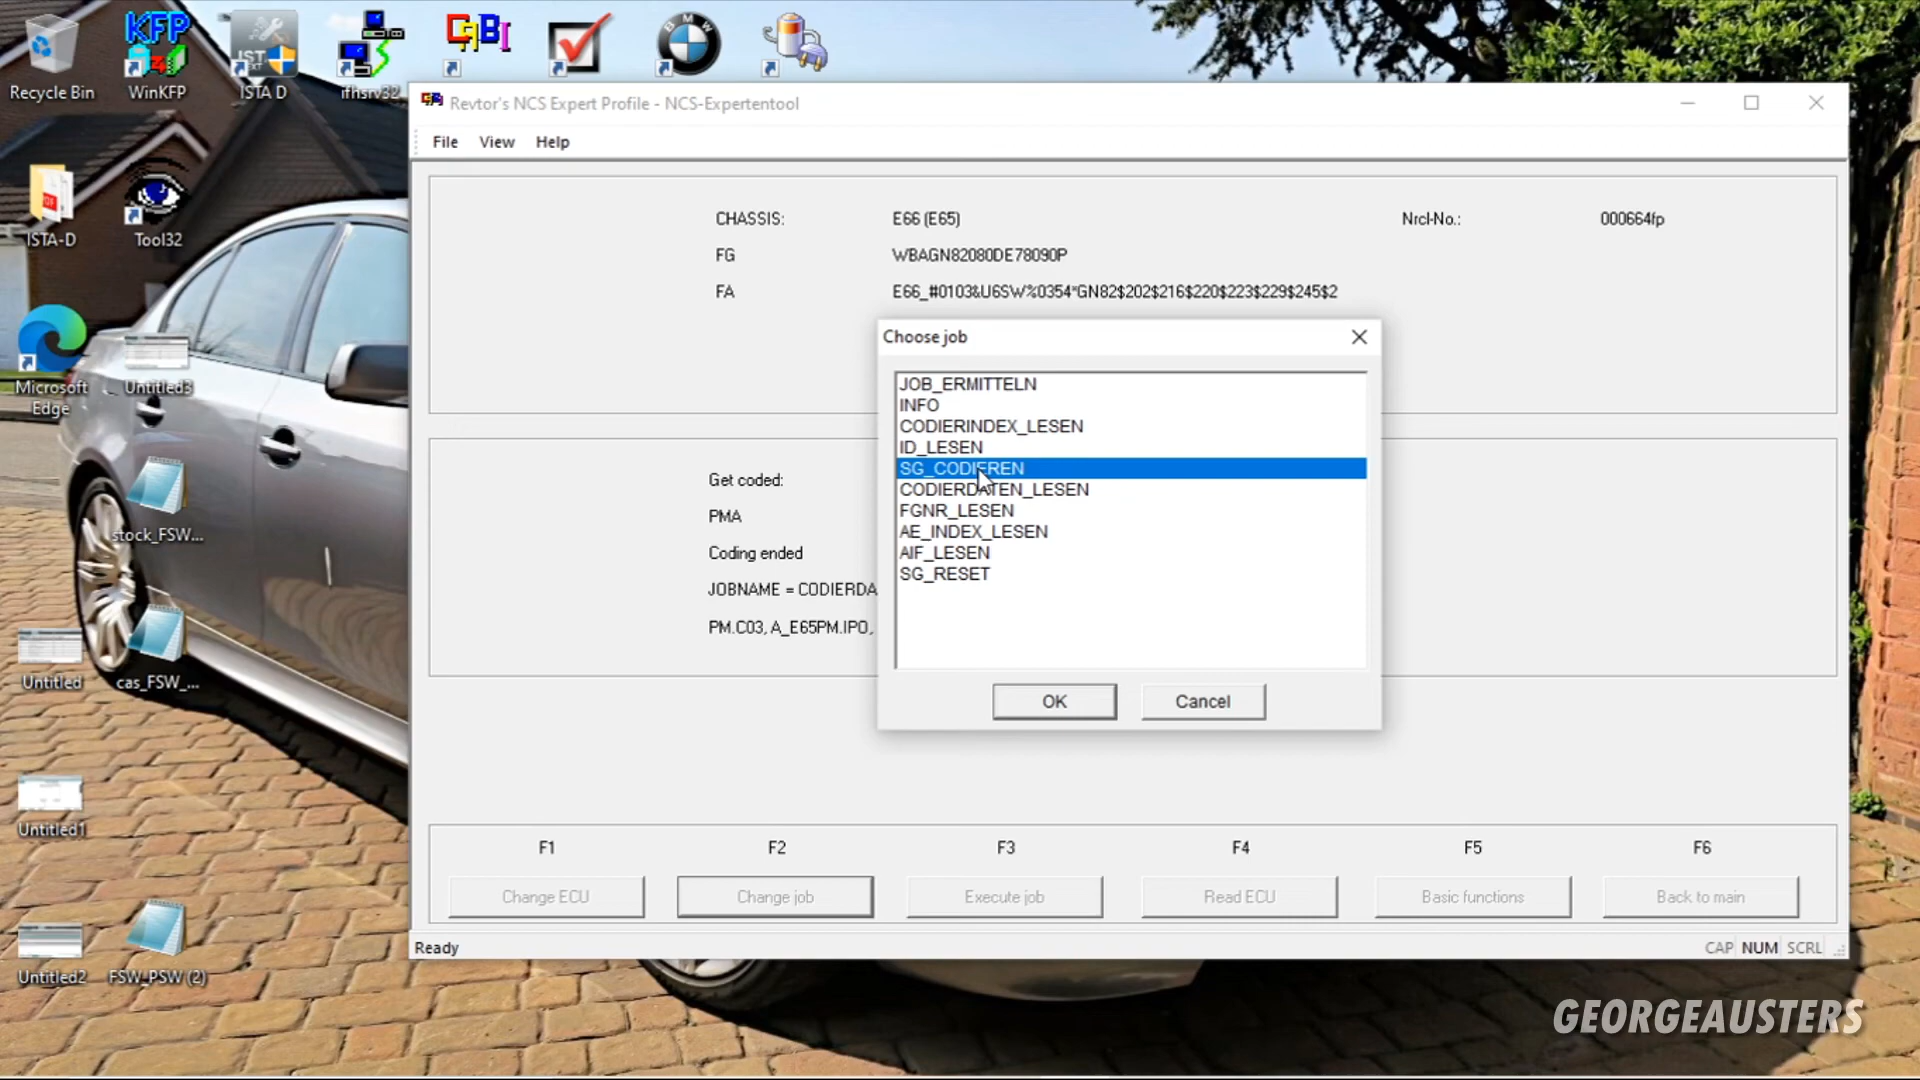 Recycle Bin
WinKFP
ISTA D
ifhsrv32
ISTA-D
Tool32
Microsoft
Edge
Untitled3
stock_FSW...
Untitled
cas_FSW_...
Untitled1
Untitled2
FSW_PSW (2)
Revtor's NCS Expert Profile - NCS-Expertentool
File View Help
CHASSIS: E66 (E65) Nrcl-No.: 000664fp
FG WBAGN82080DE78090P
FA E66_#0103&U6SW%0354*GN82$202$216$220$223$229$245$2
Get coded:
PMA
Coding ended
JOBNAME = CODIERDA
PM.C03, A_E65PM.IPO,
Choose job
JOB_ERMITTELN
INFO
CODIERINDEX_LESEN
ID_LESEN
SG_CODIEREN
CODIERDATEN_LESEN
FGNR_LESEN
AE_INDEX_LESEN
AIF_LESEN
SG_RESET
OK Cancel
F1 F2 F3 F4 F5 F6
Change ECU Change job Execute job Read ECU Basic functions Back to main
Ready CAP NUM SCRL
GEORGEAUSTERS